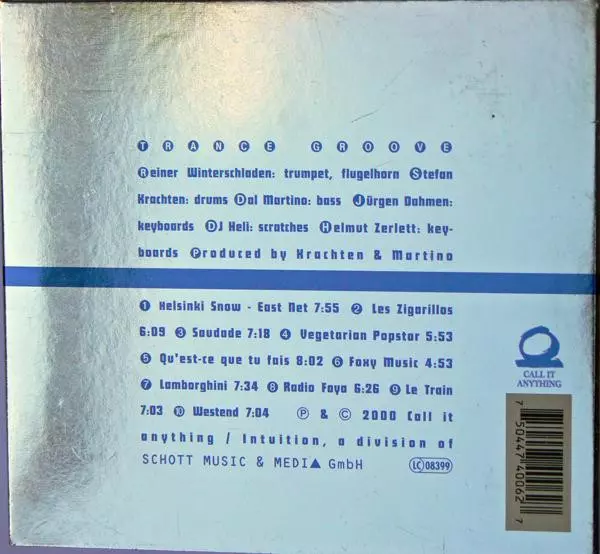 TRANCE GROOVE
Reiner Winterschladen: trumpet, flugelhorn Stefan
Krachten: drums Dal Martino: bass Jürgen Dahmen:
keyboards DJ Heli: scratches Helmut Zerlett: key-
boards Produced by Krachten & Martino
1 Helsinki Snow - East Net 7:55 2 Les Zigarillos
6:09 3 Saudade 7:18 4 Vegetarian Popstar 5:53
5 Qu'est-ce que tu fais 8:02 6 Foxy Music 4:53
7 Lamborghini 7:34 8 Radio Faya 6:26 9 Le Train
7:03 10 Westend 7:04 ℗ & © 2000 Call it
anything / Intuition, a division of
SCHOTT MUSIC & MEDIA GmbH LC 08399
CALL IT
ANYTHING
7 50447 40062 7